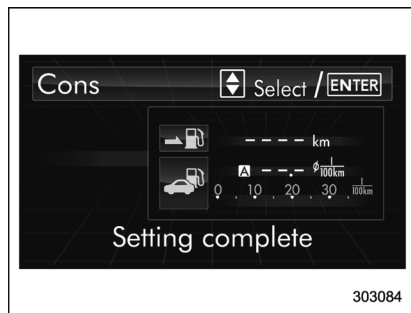 Cons Select / ENTER
– – – – km
A – – . – ϕ l/100km
0 . 10 . 20 . 30 . l/100km
Setting complete
303084